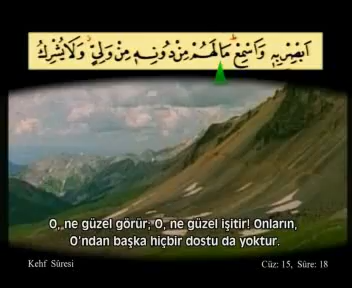 اَبْصِرْ بِه۪ وَاَسْمِعْۜ مَا لَهُمْ مِنْ دُونِه۪ مِنْ وَلِيٍّۘ وَلَا يُشْرِكُ
O, ne güzel görür; O, ne güzel işitir! Onların,
O'ndan başka hiçbir dostu da yoktur.
Kehf Sûresi
Cüz: 15, Sûre: 18